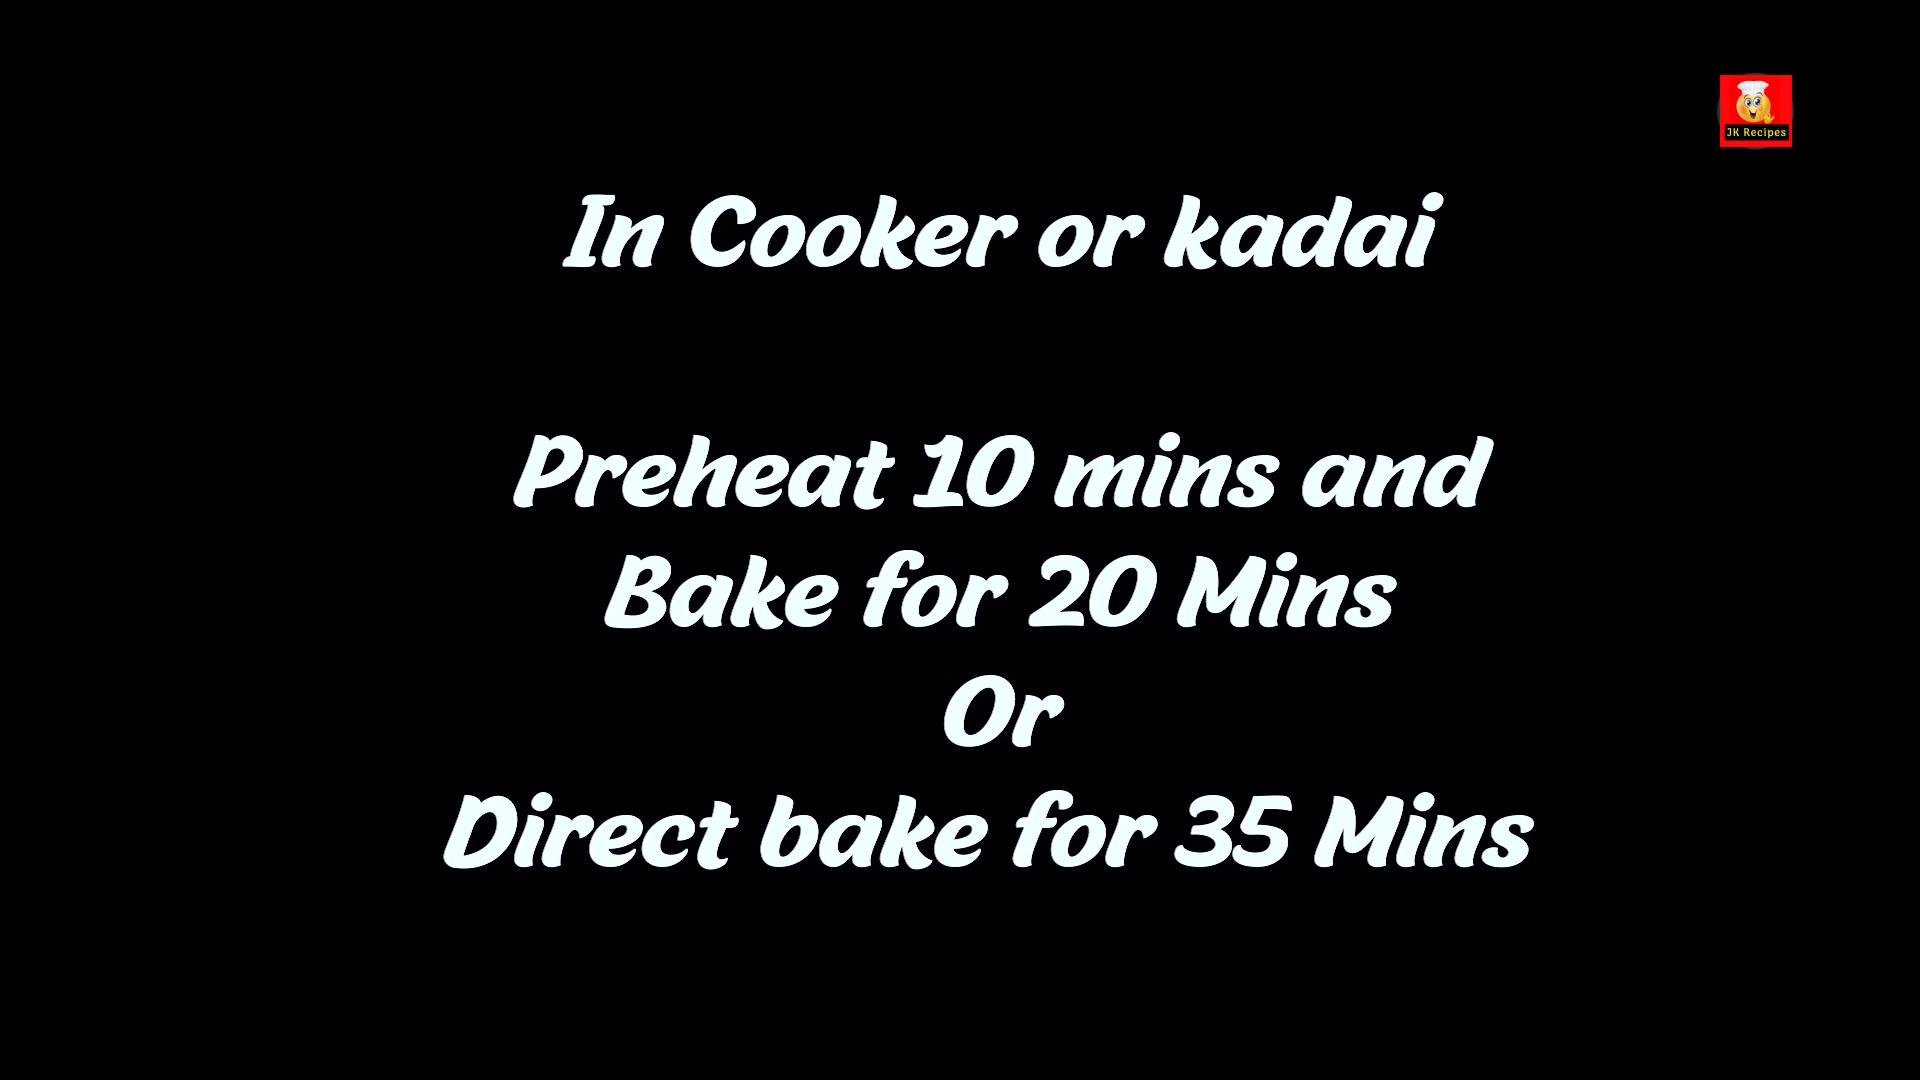 JK Recipes
In Cooker or kadai
Preheat 10 mins and
Bake for 20 Mins
Or
Direct bake for 35 Mins